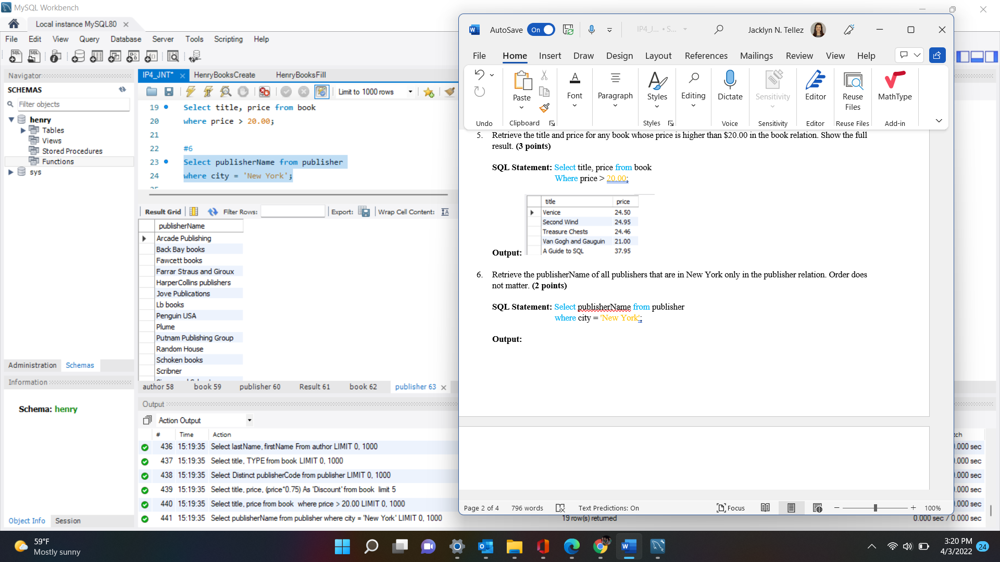 MySQL Workbench
Local instance MySQL80
File Edit View Query Database Server Tools Scripting Help
Navigator
SCHEMAS
Filter objects
henry
Tables
Views
Stored Procedures
Functions
sys
Administration Schemas
Information
Schema: henry
Object Info Session
IP4_JNT* HenryBooksCreate HenryBooksFill
Limit to 1000 rows
19 Select title, price from book
20 where price > 20.00;
21
22 #6
23 Select publisherName from publisher
24 where city = 'New York';
Result Grid Filter Rows: Export: Wrap Cell Content:
publisherName
Arcade Publishing
Back Bay books
Fawcett books
Farrar Straus and Giroux
HarperCollins publishers
Jove Publications
Lb books
Penguin USA
Plume
Putnam Publishing Group
Random House
Schoken books
Scribner
author 58 book 59 publisher 60 Result 61 book 62 publisher 63
Output
Action Output
# Time Action
436 15:19:35 Select lastName, firstName From author LIMIT 0, 1000
437 15:19:35 Select title, TYPE from book LIMIT 0, 1000
438 15:19:35 Select Distinct publisherCode from publisher LIMIT 0, 1000
439 15:19:35 Select title, price, (price*0.75) As 'Discount' from book limit 5
440 15:19:35 Select title, price from book where price > 20.00 LIMIT 0, 1000
441 15:19:35 Select publisherName from publisher where city = 'New York' LIMIT 0, 1000 19 row(s) returned 0.000 sec / 0.000 sec
.000 sec
.000 sec
.000 sec
.000 sec
.000 sec
AutoSave On IP4_J... • S... Jacklyn N. Tellez
File Home Insert Draw Design Layout References Mailings Review View Help
Paste Font Paragraph Styles Editing Dictate Sensitivity Editor Reuse Files MathType
Undo Clipboard Styles Voice Sensitivity Editor Reuse Files Add-in
5. Retrieve the title and price for any book whose price is higher than $20.00 in the book relation. Show the full
result. (3 points)
SQL Statement: Select title, price from book
Where price > 20.00;
title price
Venice 24.50
Second Wind 24.95
Treasure Chests 24.46
Van Gogh and Gauguin 21.00
A Guide to SQL 37.95
Output:
6. Retrieve the publisherName of all publishers that are in New York only in the publisher relation. Order does
not matter. (2 points)
SQL Statement: Select publisherName from publisher
where city = 'New York';
Output:
Page 2 of 4 796 words Text Predictions: On Focus 100%
59°F
Mostly sunny
3:20 PM
4/3/2022
24